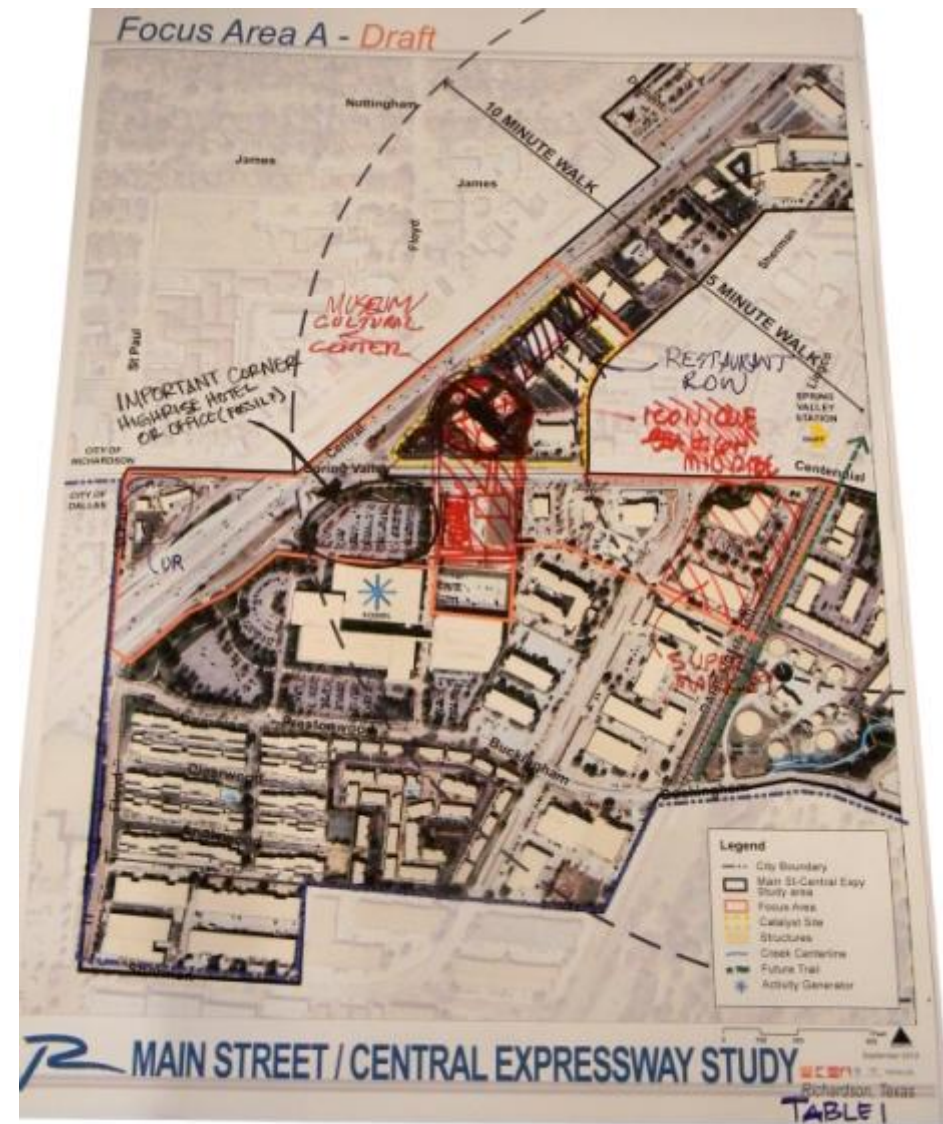 Focus Area A - Draft
Nottingham
10 MINUTE WALK
James
James
Floyd
Sherman
5 MINUTE WALK
MUSEUM/
CULTURAL
CENTER
St Paul
RESTAURANT
ROW
IMPORTANT CORNER
HIGHRISE HOTEL
OR OFFICE
SPRING
VALLEY
STATION
CITY OF
RICHARDSON
Central
Spring Valley
Centennial
CITY OF
DALLAS
SUPER
MARKET
Buckingham
Buckingham
Legend
City Boundary
Main St-Central Expy
Study area
Focus Area
Catalyst Site
Structures
Creek Centerline
Future Trail
Activity Generator
MAIN STREET / CENTRAL EXPRESSWAY STUDY
Richardson, Texas
TABLE 1